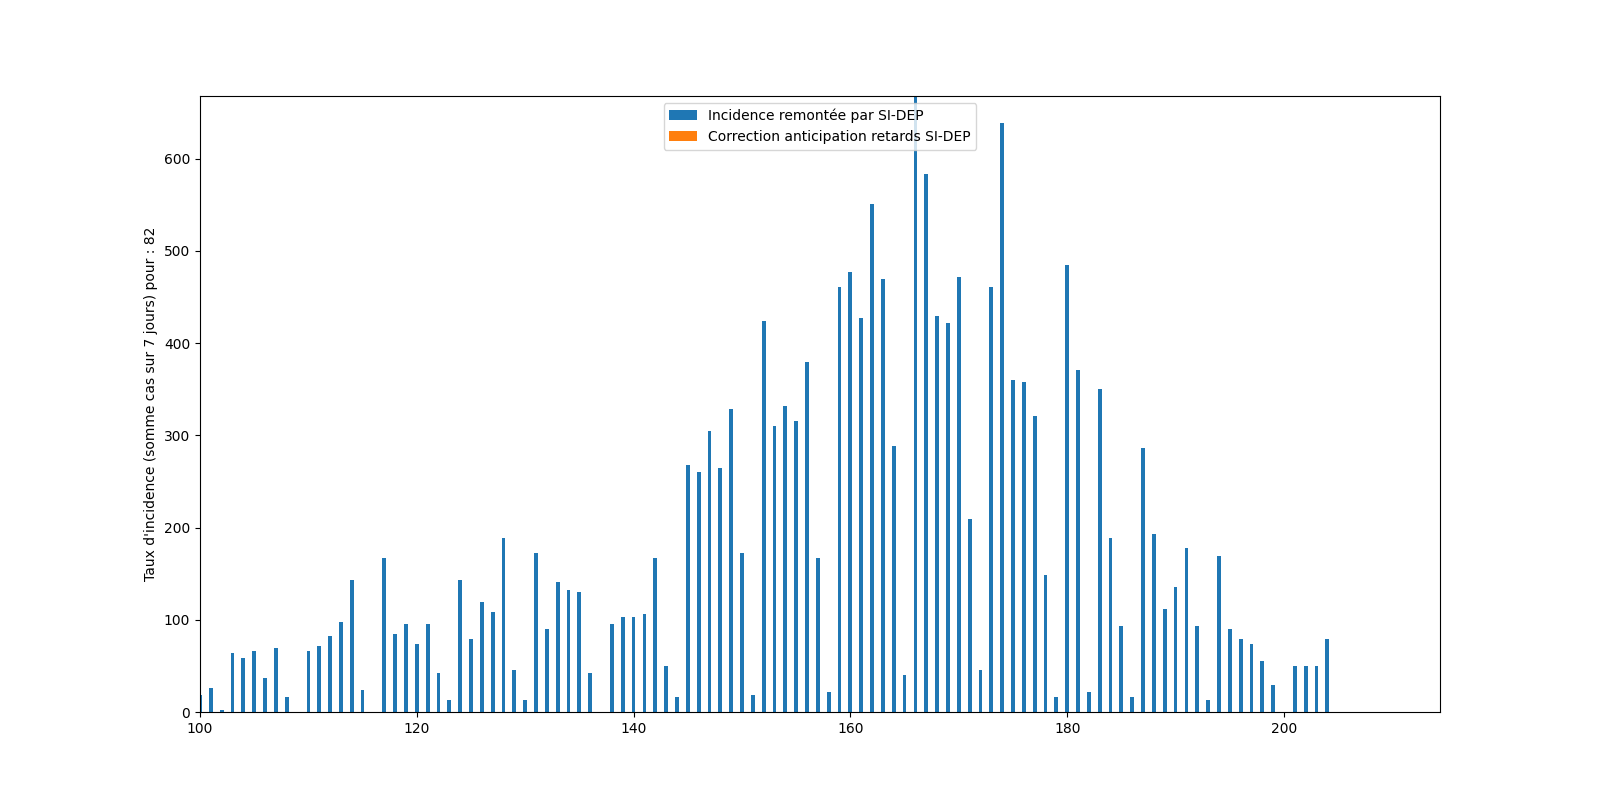 Incidence remontée par SI-DEP
Correction anticipation retards SI-DEP
Taux d'incidence (somme cas sur 7 jours) pour : 82
600
500
400
300
200
100
0
100 120 140 160 180 200